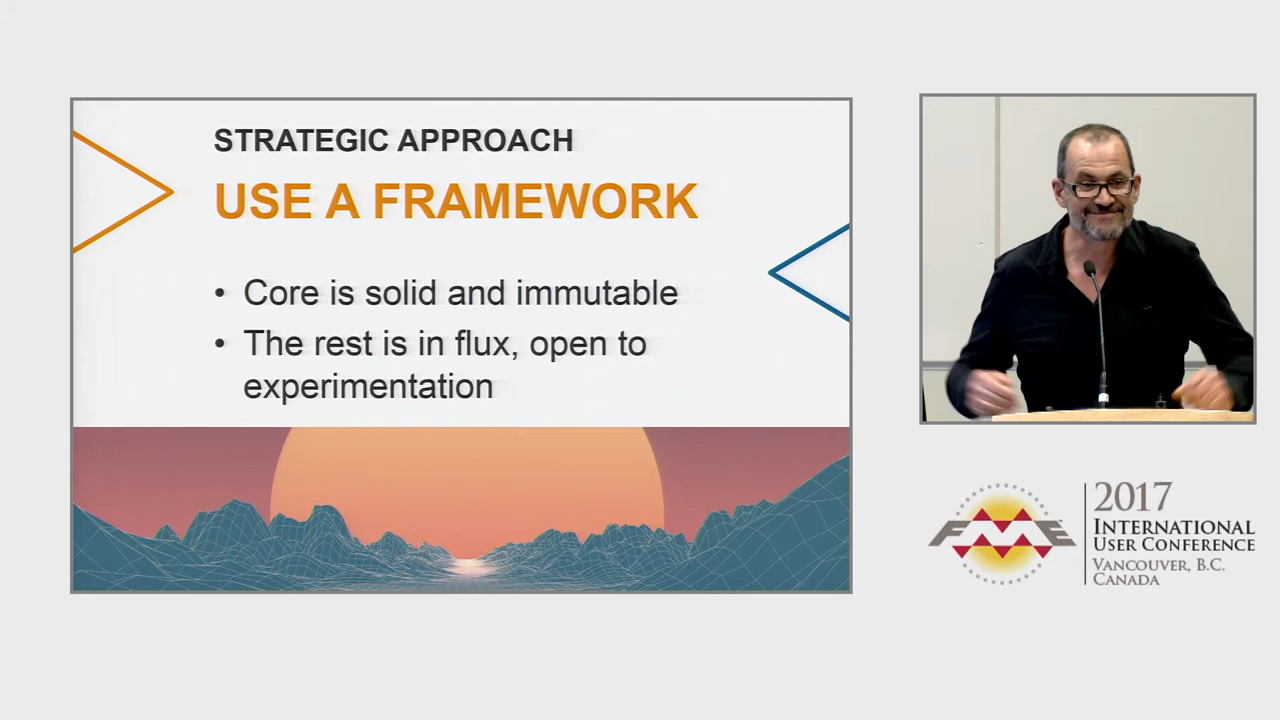 STRATEGIC APPROACH
USE A FRAMEWORK
• Core is solid and immutable
• The rest is in flux, open to
experimentation
FME
2017
INTERNATIONAL
USER CONFERENCE
VANCOUVER, B.C.
CANADA